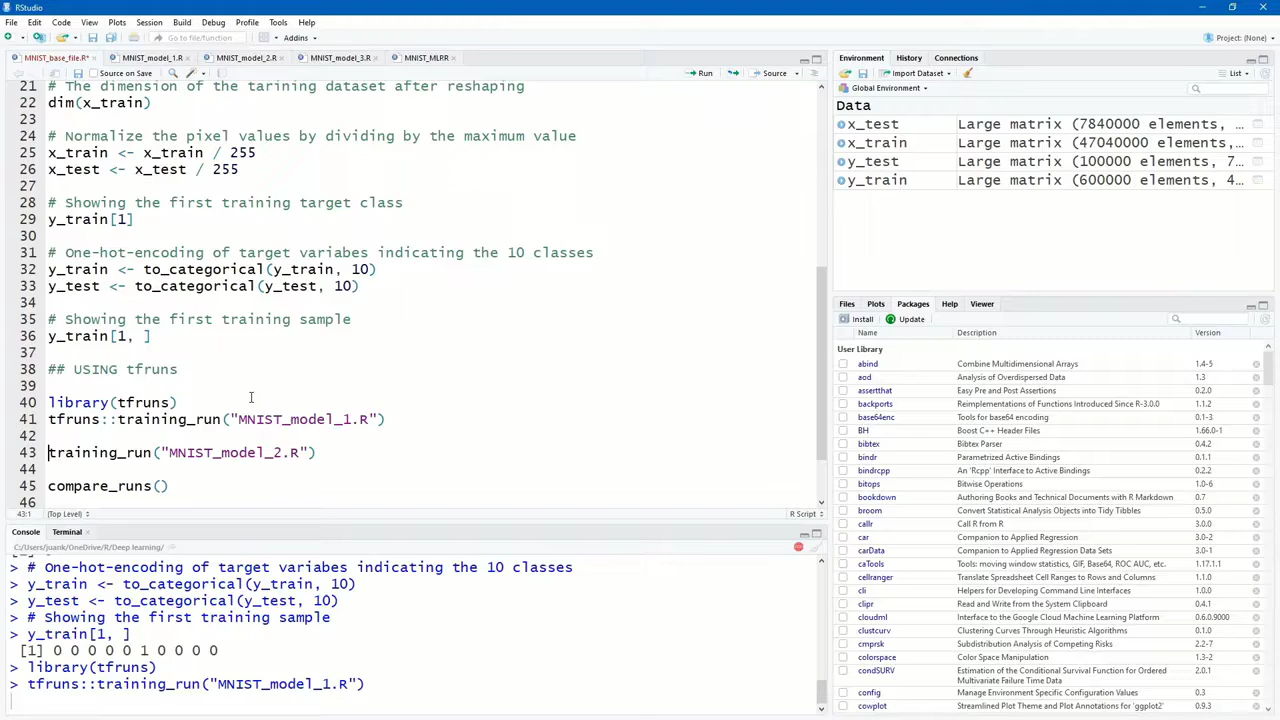 RStudio
File Edit Code View Plots Session Build Debug Profile Tools Help
Go to file/function Addins Project: (None)
MNIST_base_file.R* MNIST_model_1.R MNIST_model_2.R MNIST_model_3.R MNIST_MLRR
Source on Save Run Source
21 # The dimension of the tarining dataset after reshaping
22 dim(x_train)
23
24 # Normalize the pixel values by dividing by the maximum value
25 x_train <- x_train / 255
26 x_test <- x_test / 255
27
28 # Showing the first training target class
29 y_train[1]
30
31 # One-hot-encoding of target variabes indicating the 10 classes
32 y_train <- to_categorical(y_train, 10)
33 y_test <- to_categorical(y_test, 10)
34
35 # Showing the first training sample
36 y_train[1, ]
37
38 ## USING tfruns
39
40 library(tfruns)
41 tfruns::training_run("MNIST_model_1.R")
42
43 training_run("MNIST_model_2.R")
44
45 compare_runs()
46
43:1 (Top Level) R Script
Console Terminal
C:/Users/juank/OneDrive/R/Deep learning/
> # One-hot-encoding of target variabes indicating the 10 classes
> y_train <- to_categorical(y_train, 10)
> y_test <- to_categorical(y_test, 10)
> # Showing the first training sample
> y_train[1, ]
[1] 0 0 0 0 0 1 0 0 0 0
> library(tfruns)
> tfruns::training_run("MNIST_model_1.R")
Environment History Connections
Import Dataset List
Global Environment
Data
x_test Large matrix (7840000 elements, …
x_train Large matrix (47040000 elements,…
y_test Large matrix (100000 elements, 7…
y_train Large matrix (600000 elements, 4…
Files Plots Packages Help Viewer
Install Update
Name Description Version
User Library
abind Combine Multidimensional Arrays 1.4-5
aod Analysis of Overdispersed Data 1.3
assertthat Easy Pre and Post Assertions 0.2.0
backports Reimplementations of Functions Introduced Since R-3.0.0 1.1.2
base64enc Tools for base64 encoding 0.1-3
BH Boost C++ Header Files 1.66.0-1
bibtex Bibtex Parser 0.4.2
bindr Parametrized Active Bindings 0.1.1
bindrcpp An 'Rcpp' Interface to Active Bindings 0.2.2
bitops Bitwise Operations 1.0-6
bookdown Authoring Books and Technical Documents with R Markdown 0.7
broom Convert Statistical Analysis Objects into Tidy Tibbles 0.5.0
callr Call R from R 3.0.0
car Companion to Applied Regression 3.0-2
carData Companion to Applied Regression Data Sets 3.0-1
caTools Tools: moving window statistics, GIF, Base64, ROC AUC, etc. 1.17.1.1
cellranger Translate Spreadsheet Cell Ranges to Rows and Columns 1.1.0
cli Helpers for Developing Command Line Interfaces 1.0.0
clipr Read and Write from the System Clipboard 0.4.1
cloudml Interface to the Google Cloud Machine Learning Platform 0.6.0.9000
clustcurv Clustering Curves Through Heuristic Algorithms 0.1.0
cmprsk Subdistribution Analysis of Competing Risks 2.2-7
colorspace Color Space Manipulation 1.3-2
condSURV Estimation of the Conditional Survival Function for Ordered 2.0.1
Multivariate Failure Time Data
config Manage Environment Specific Configuration Values 0.3
cowplot Streamlined Plot Theme and Plot Annotations for 'ggplot2' 0.9.3